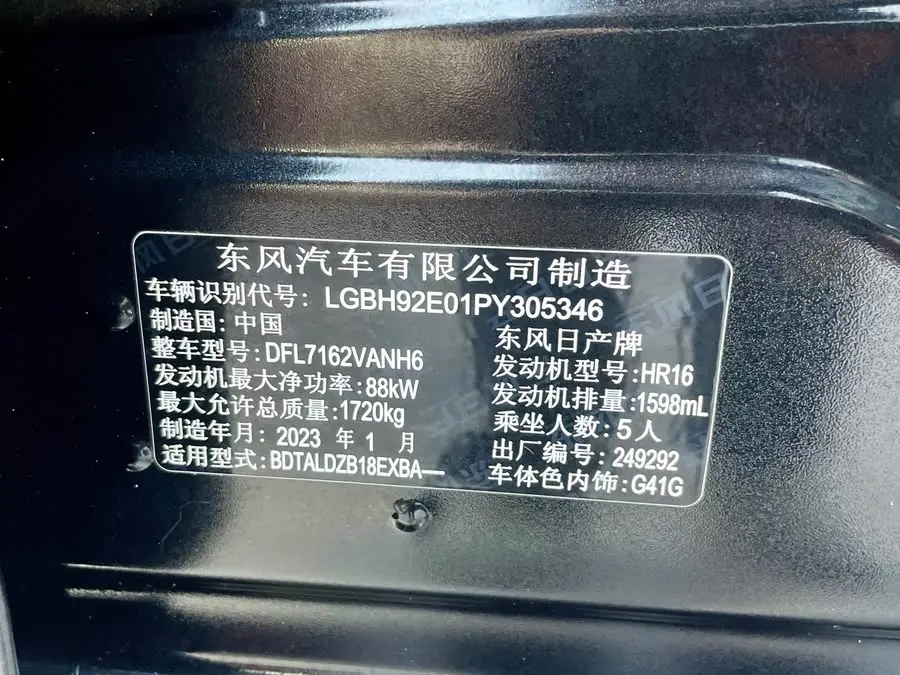 东风汽车有限公司制造
车辆识别代号: LGBH92E01PY305346
制造国: 中国
东风日产牌
整车型号: DFL7162VANH6
发动机型号: HR16
发动机最大净功率: 88kW
发动机排量: 1598mL
最大允许总质量: 1720kg
乘坐人数: 5人
制造年月: 2023 年 1 月
出厂编号: 249292
适用型式: BDTALDZB18EXBA—
车体色内饰: G41G